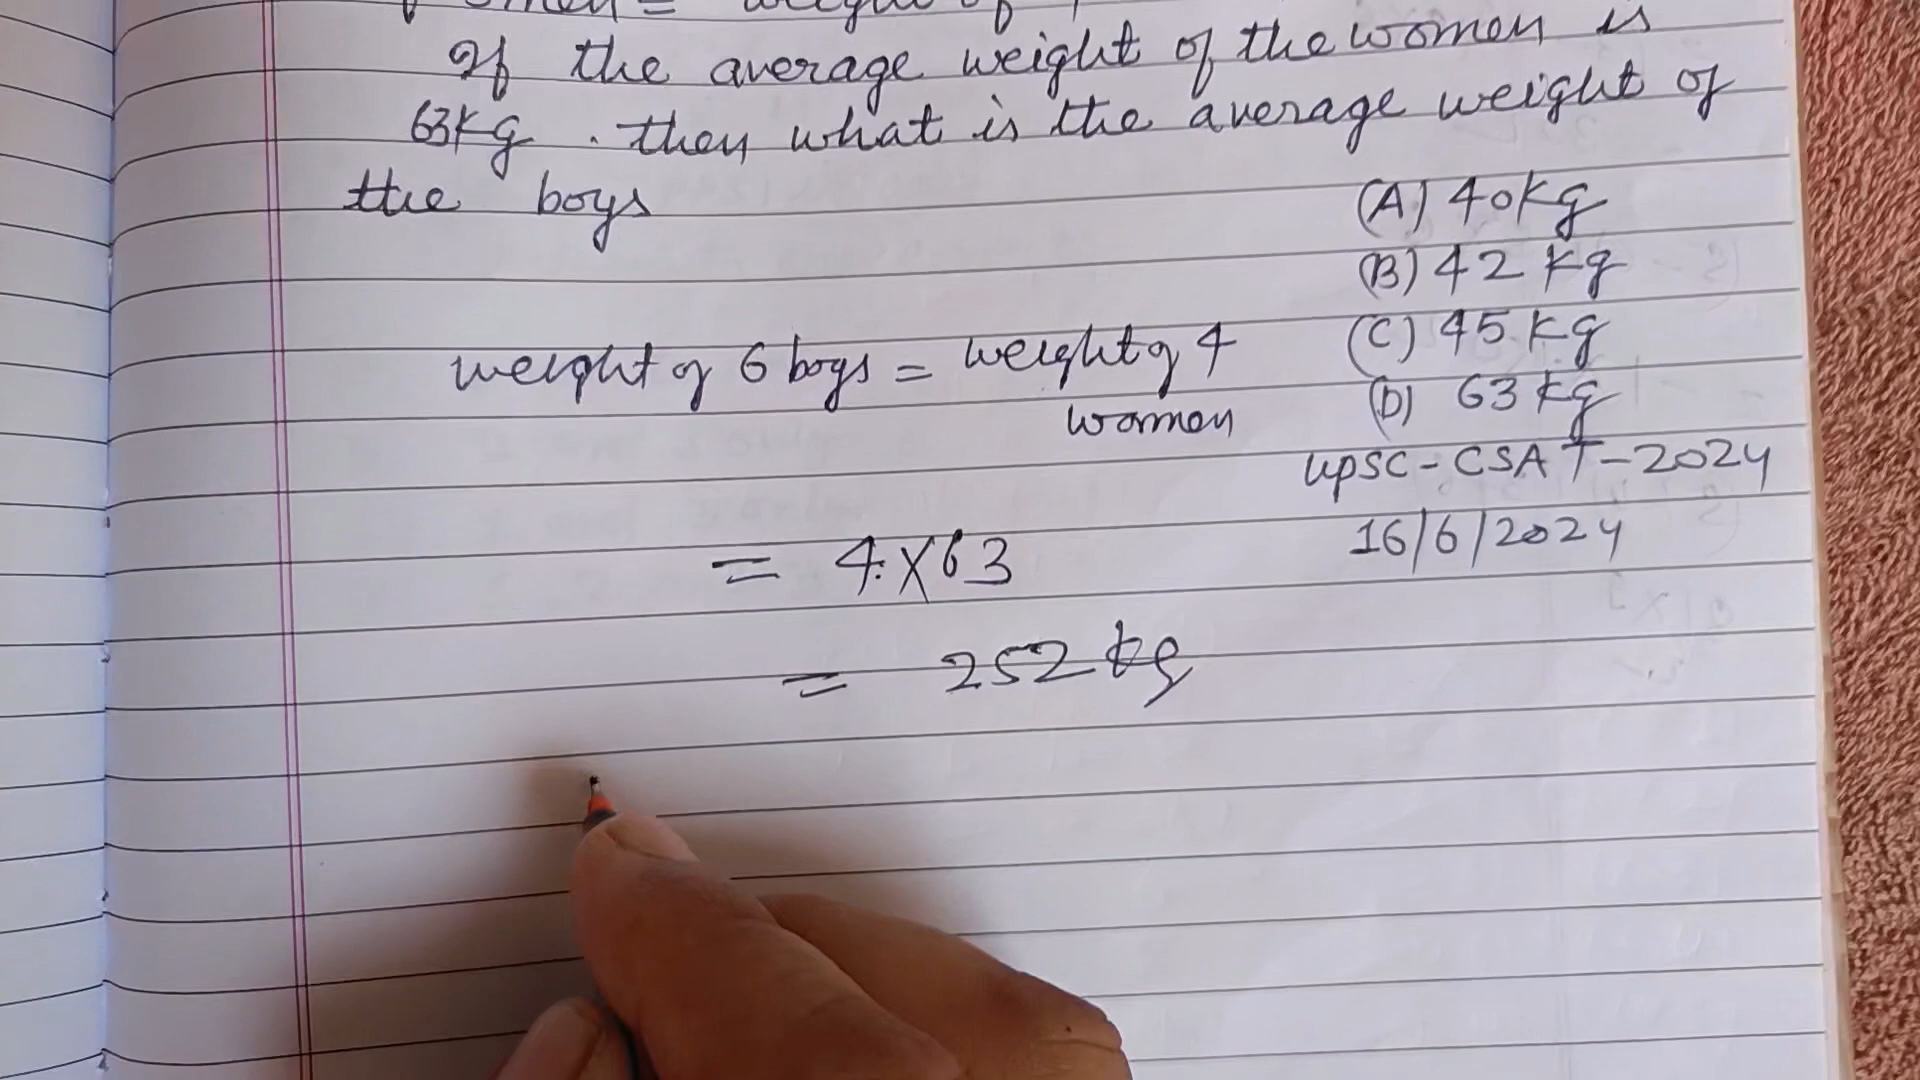 weight of
If the average weight of the women is
63kg . then what is the average weight of
the boys
(A) 40kg
(B) 42 kg
(C) 45 kg
(D) 63 kg
UPSC - CSAT - 2024
16/6/2024
weight of 6 boys = weight of 4
women
= 4 X 63
= 252 kg